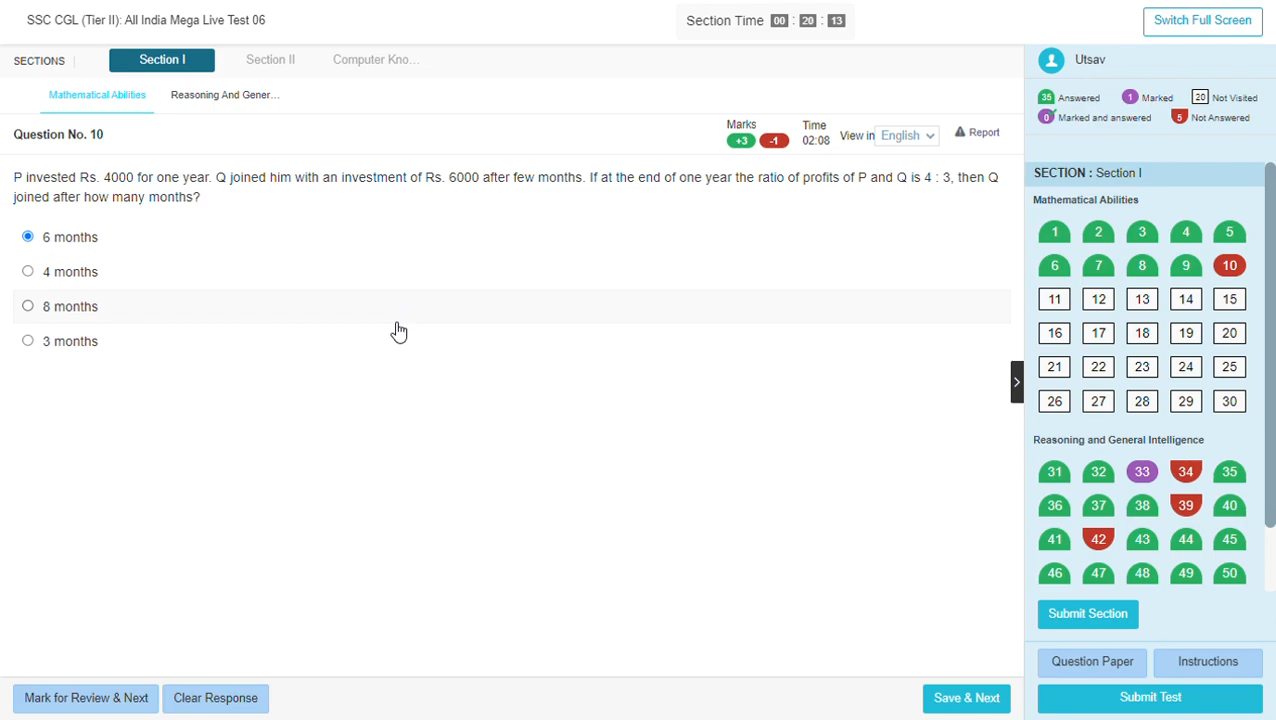 SSC CGL (Tier II): All India Mega Live Test 06
Section Time 00 : 20 : 13
Switch Full Screen
SECTIONS
Section I
Section II
Computer Kno...
Utsav
Mathematical Abilities
Reasoning And Gener...
35 Answered
1 Marked
20 Not Visited
0 Marked and answered
5 Not Answered
Question No. 10
Marks
+3 -1
Time
02:08
View in English
Report
P invested Rs. 4000 for one year. Q joined him with an investment of Rs. 6000 after few months. If at the end of one year the ratio of profits of P and Q is 4 : 3, then Q
joined after how many months?
6 months
4 months
8 months
3 months
SECTION : Section I
Mathematical Abilities
1 2 3 4 5
6 7 8 9 10
11 12 13 14 15
16 17 18 19 20
21 22 23 24 25
26 27 28 29 30
Reasoning and General Intelligence
31 32 33 34 35
36 37 38 39 40
41 42 43 44 45
46 47 48 49 50
Submit Section
Question Paper
Instructions
Mark for Review & Next
Clear Response
Save & Next
Submit Test